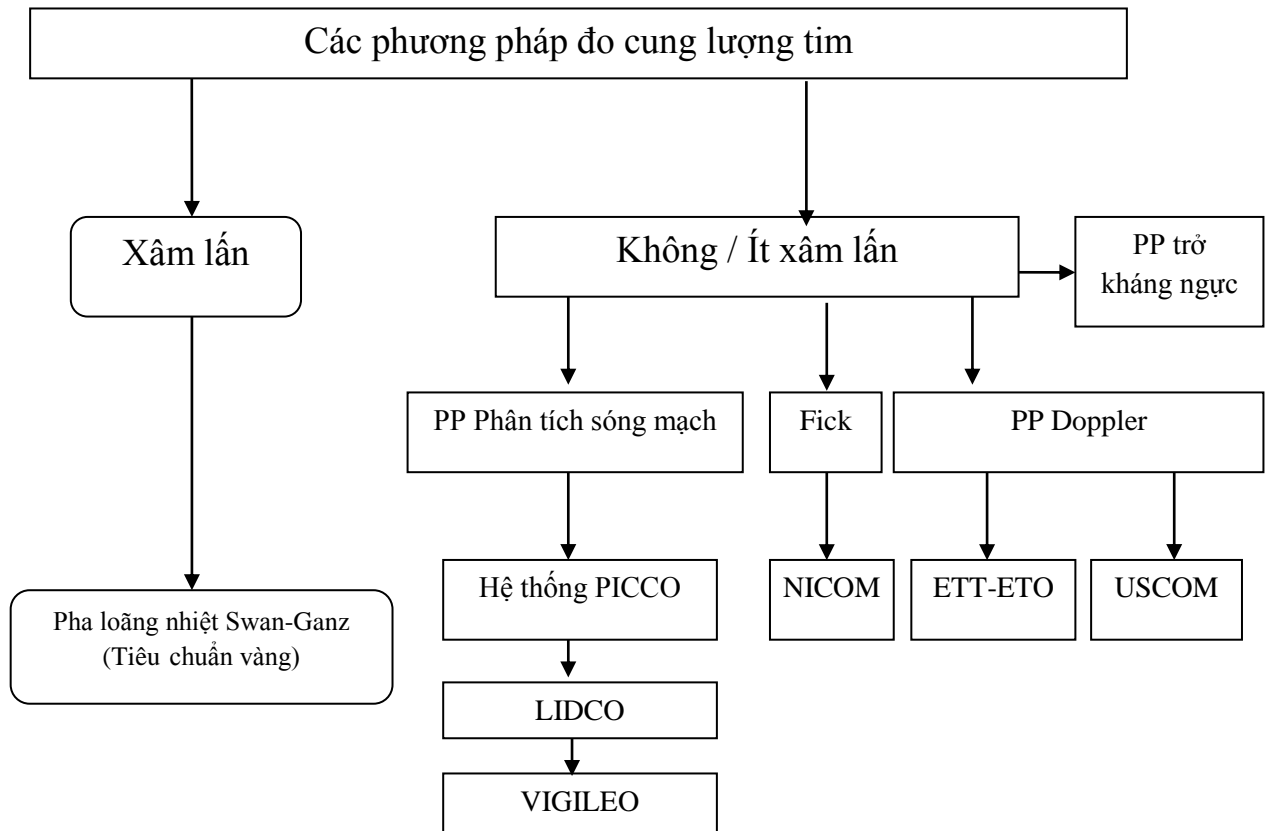 Các phương pháp đo cung lượng tim
Xâm lấn
Không / Ít xâm lấn
PP trở
kháng ngực
PP Phân tích sóng mạch
Fick
PP Doppler
Hệ thống PICCO
NICOM
ETT-ETO
USCOM
Pha loãng nhiệt Swan-Ganz
(Tiêu chuẩn vàng)
LIDCO
VIGILEO